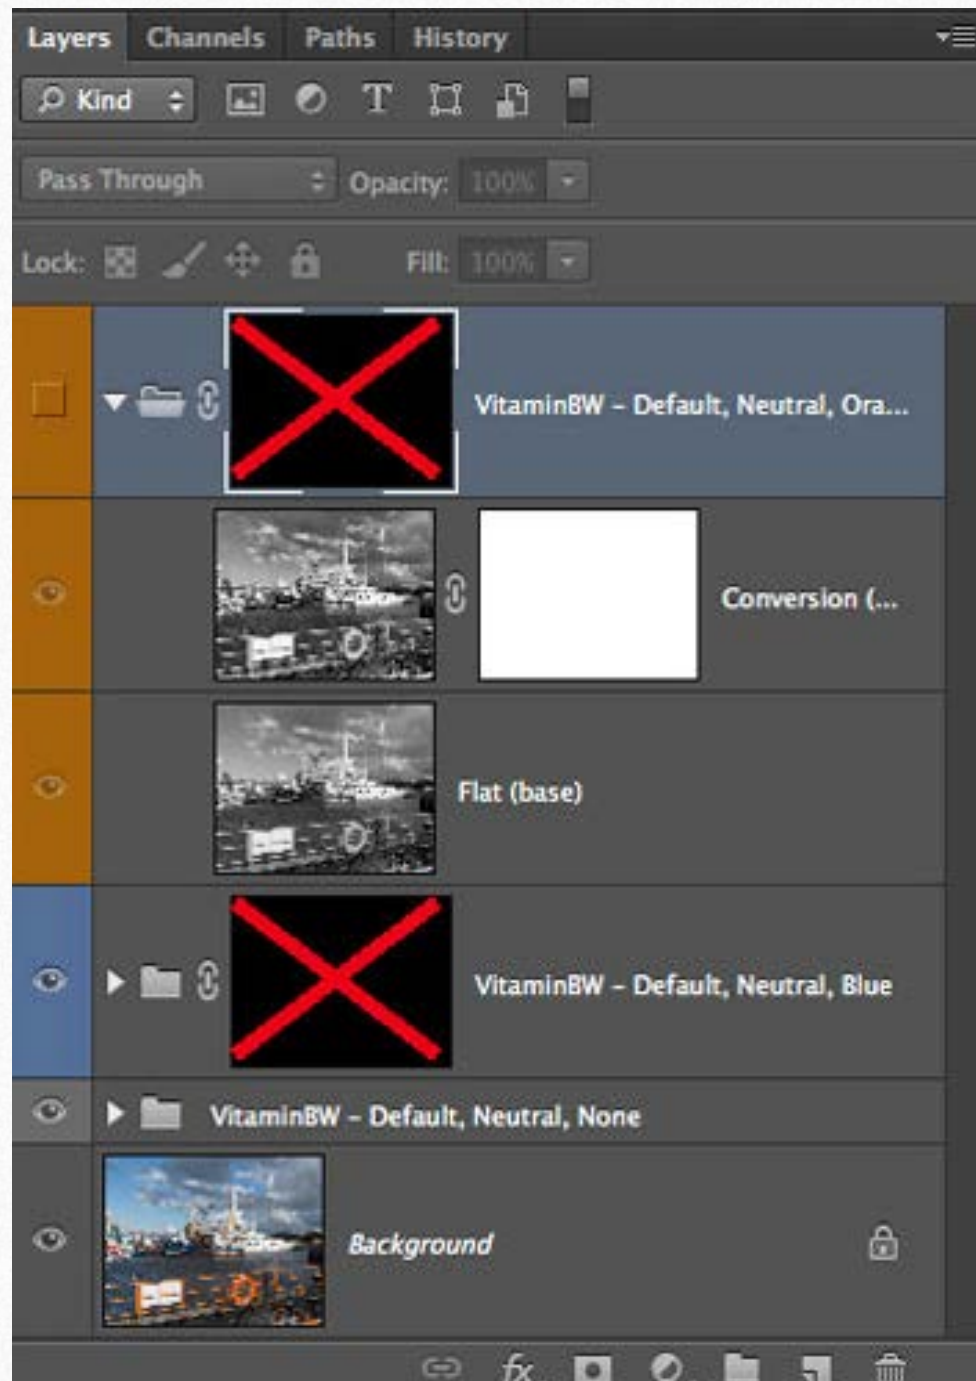 Layers Channels Paths History
Kind
Pass Through Opacity: 100%
Lock: Fill: 100%
VitaminBW – Default, Neutral, Ora...
Conversion (...
Flat (base)
VitaminBW – Default, Neutral, Blue
VitaminBW – Default, Neutral, None
Background
fx